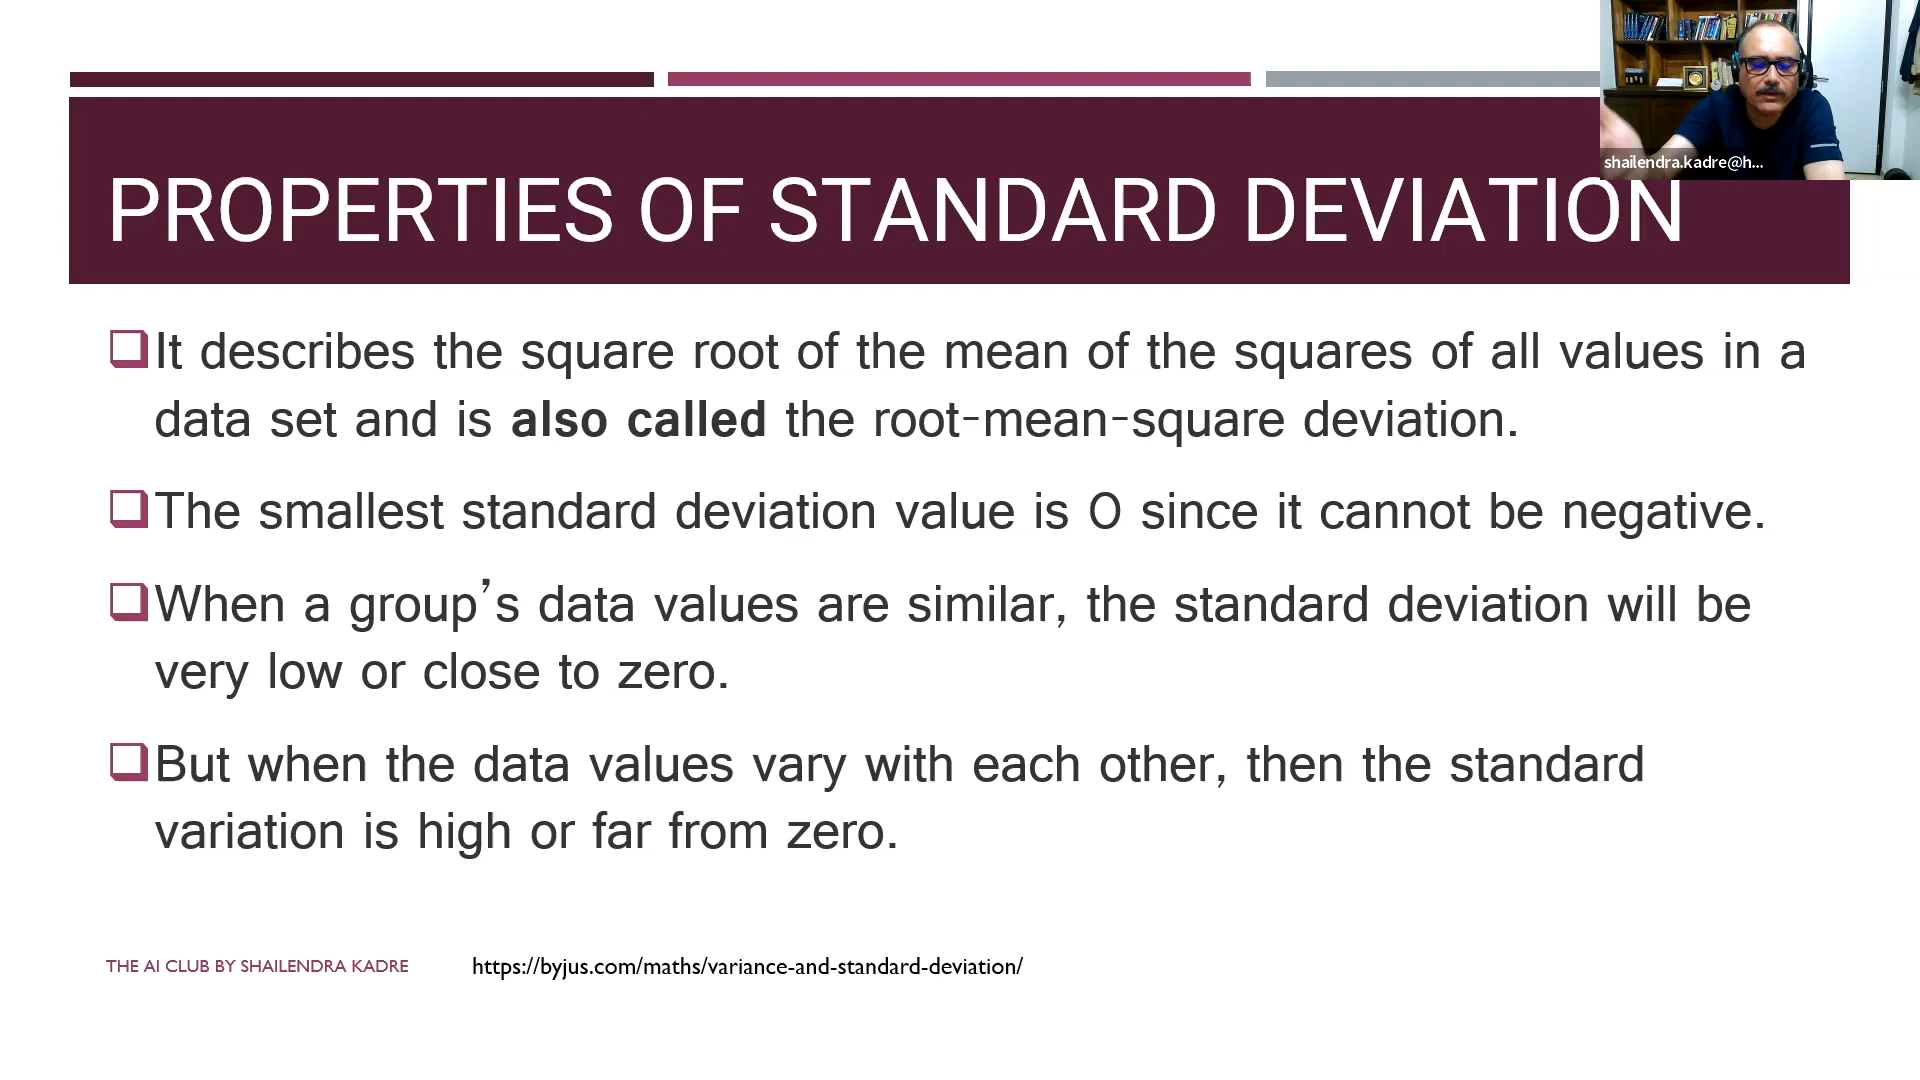 shailendra.kadre@h...
PROPERTIES OF STANDARD DEVIATION
It describes the square root of the mean of the squares of all values in a
data set and is also called the root-mean-square deviation.
The smallest standard deviation value is 0 since it cannot be negative.
When a group’s data values are similar, the standard deviation will be
very low or close to zero.
But when the data values vary with each other, then the standard
variation is high or far from zero.
THE AI CLUB BY SHAILENDRA KADRE
https://byjus.com/maths/variance-and-standard-deviation/